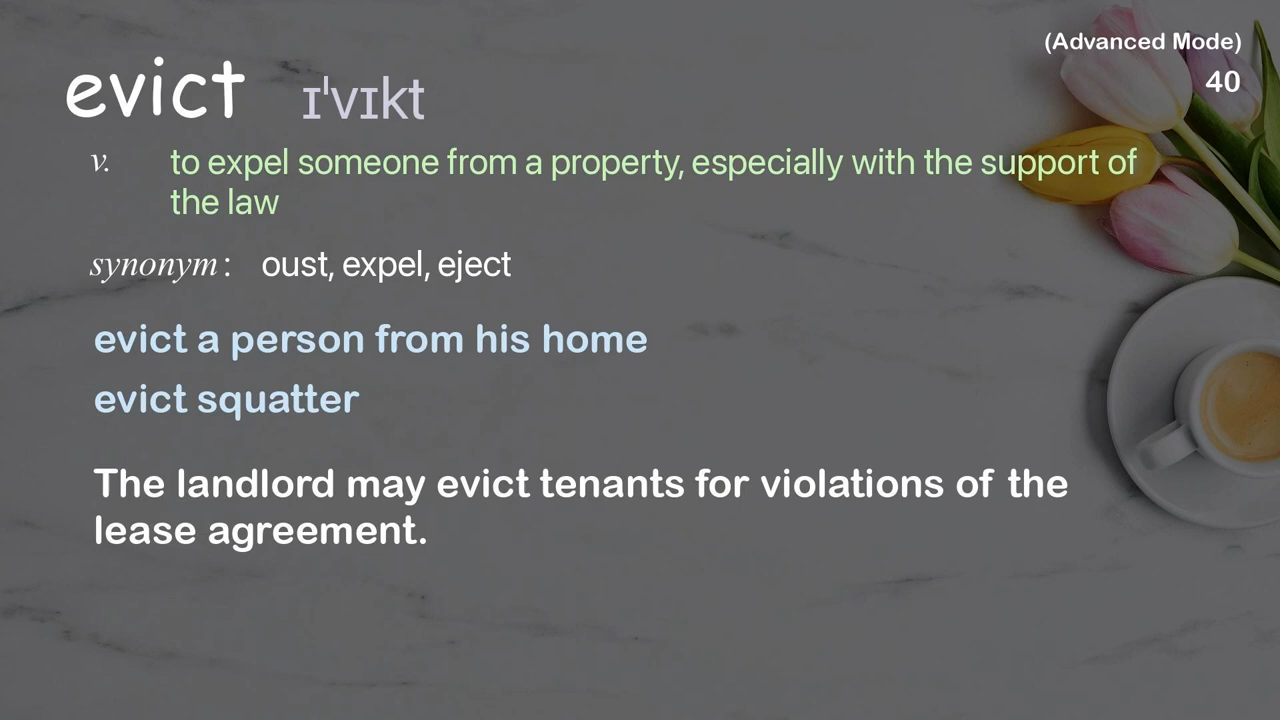 (Advanced Mode)
40
evict ɪˈvɪkt
v. to expel someone from a property, especially with the support of
the law
synonym : oust, expel, eject
evict a person from his home
evict squatter
The landlord may evict tenants for violations of the
lease agreement.